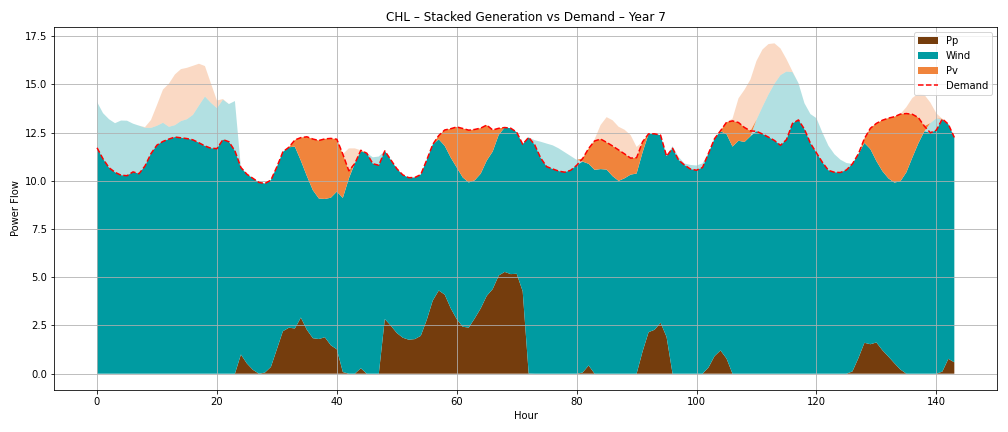 CHL – Stacked Generation vs Demand – Year 7
17.5
15.0
12.5
10.0
7.5
5.0
2.5
0.0
Power Flow
Pp
Wind
Pv
Demand
0 20 40 60 80 100 120 140
Hour